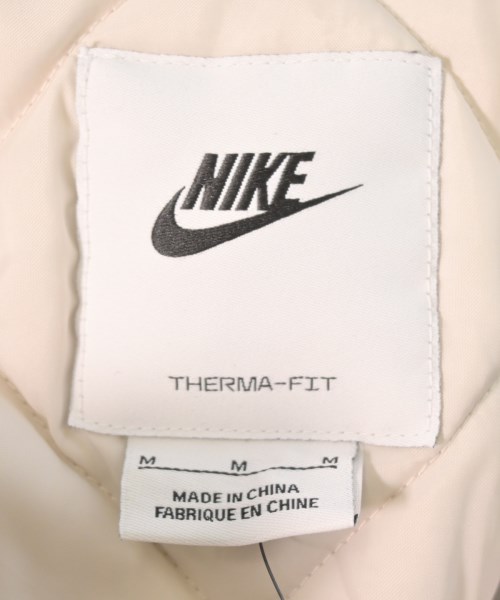 NIKE
THERMA-FIT
M M M
MADE IN CHINA
FABRIQUE EN CHINE